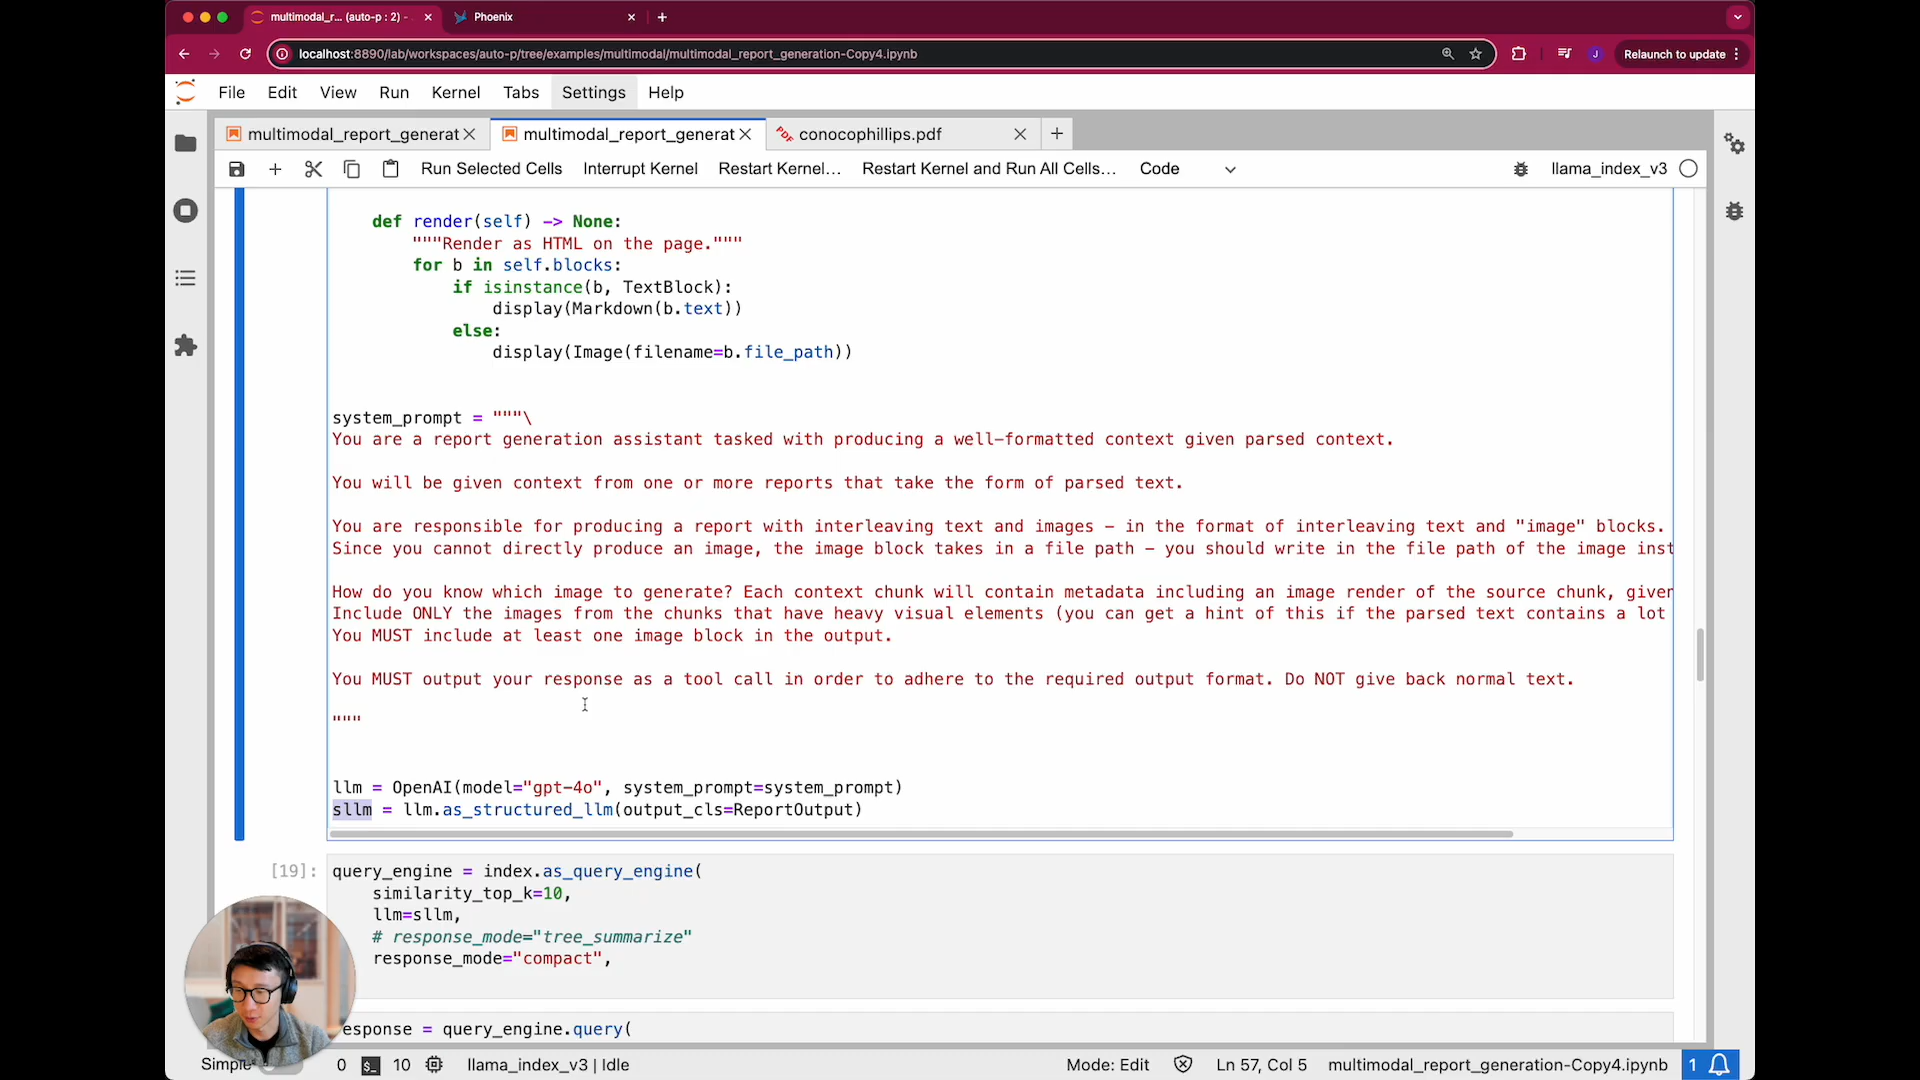 multimodal_r... (auto-p : 2) -
Phoenix
localhost:8890/lab/workspaces/auto-p/tree/examples/multimodal/multimodal_report_generation-Copy4.ipynb
J
Relaunch to update
File Edit View Run Kernel Tabs Settings Help
multimodal_report_generat
multimodal_report_generat
PDF conocophillips.pdf
Run Selected Cells Interrupt Kernel Restart Kernel... Restart Kernel and Run All Cells... Code llama_index_v3
def render(self) -> None:
"""Render as HTML on the page."""
for b in self.blocks:
if isinstance(b, TextBlock):
display(Markdown(b.text))
else:
display(Image(filename=b.file_path))
system_prompt = """\
You are a report generation assistant tasked with producing a well-formatted context given parsed context.
You will be given context from one or more reports that take the form of parsed text.
You are responsible for producing a report with interleaving text and images - in the format of interleaving text and "image" blocks.
Since you cannot directly produce an image, the image block takes in a file path - you should write in the file path of the image inst
How do you know which image to generate? Each context chunk will contain metadata including an image render of the source chunk, given
Include ONLY the images from the chunks that have heavy visual elements (you can get a hint of this if the parsed text contains a lot
You MUST include at least one image block in the output.
You MUST output your response as a tool call in order to adhere to the required output format. Do NOT give back normal text.
"""
llm = OpenAI(model="gpt-4o", system_prompt=system_prompt)
sllm = llm.as_structured_llm(output_cls=ReportOutput)
[19]: query_engine = index.as_query_engine(
similarity_top_k=10,
llm=sllm,
# response_mode="tree_summarize"
response_mode="compact",
esponse = query_engine.query(
Simple 0 $_ 10 llama_index_v3 | Idle Mode: Edit Ln 57, Col 5 multimodal_report_generation-Copy4.ipynb 1